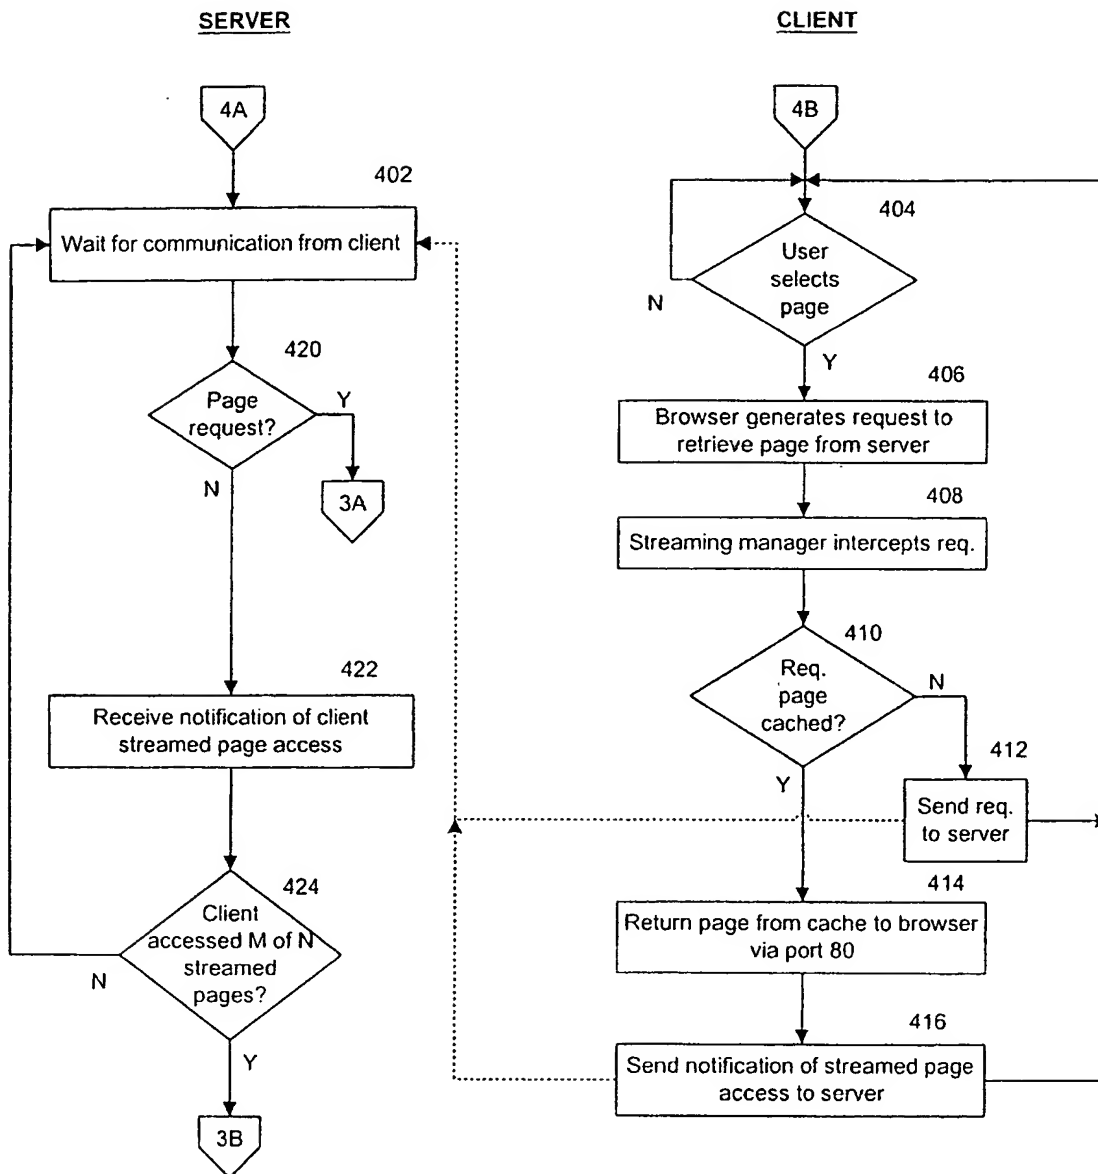 SERVER
4A
402
Wait for communication from client
420
Page
request?
Y
N
3A
422
Receive notification of client
streamed page access
424
Client
accessed M of N
streamed
pages?
N
Y
3B
CLIENT
4B
404
User
selects
page
N
Y
406
Browser generates request to
retrieve page from server
408
Streaming manager intercepts req.
410
Req.
page
cached?
N
Y
412
Send req.
to server
414
Return page from cache to browser
via port 80
416
Send notification of streamed page
access to server